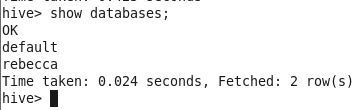 hive> show databases;
OK
default
rebecca
Time taken: 0.024 seconds, Fetched: 2 row(s)
hive>